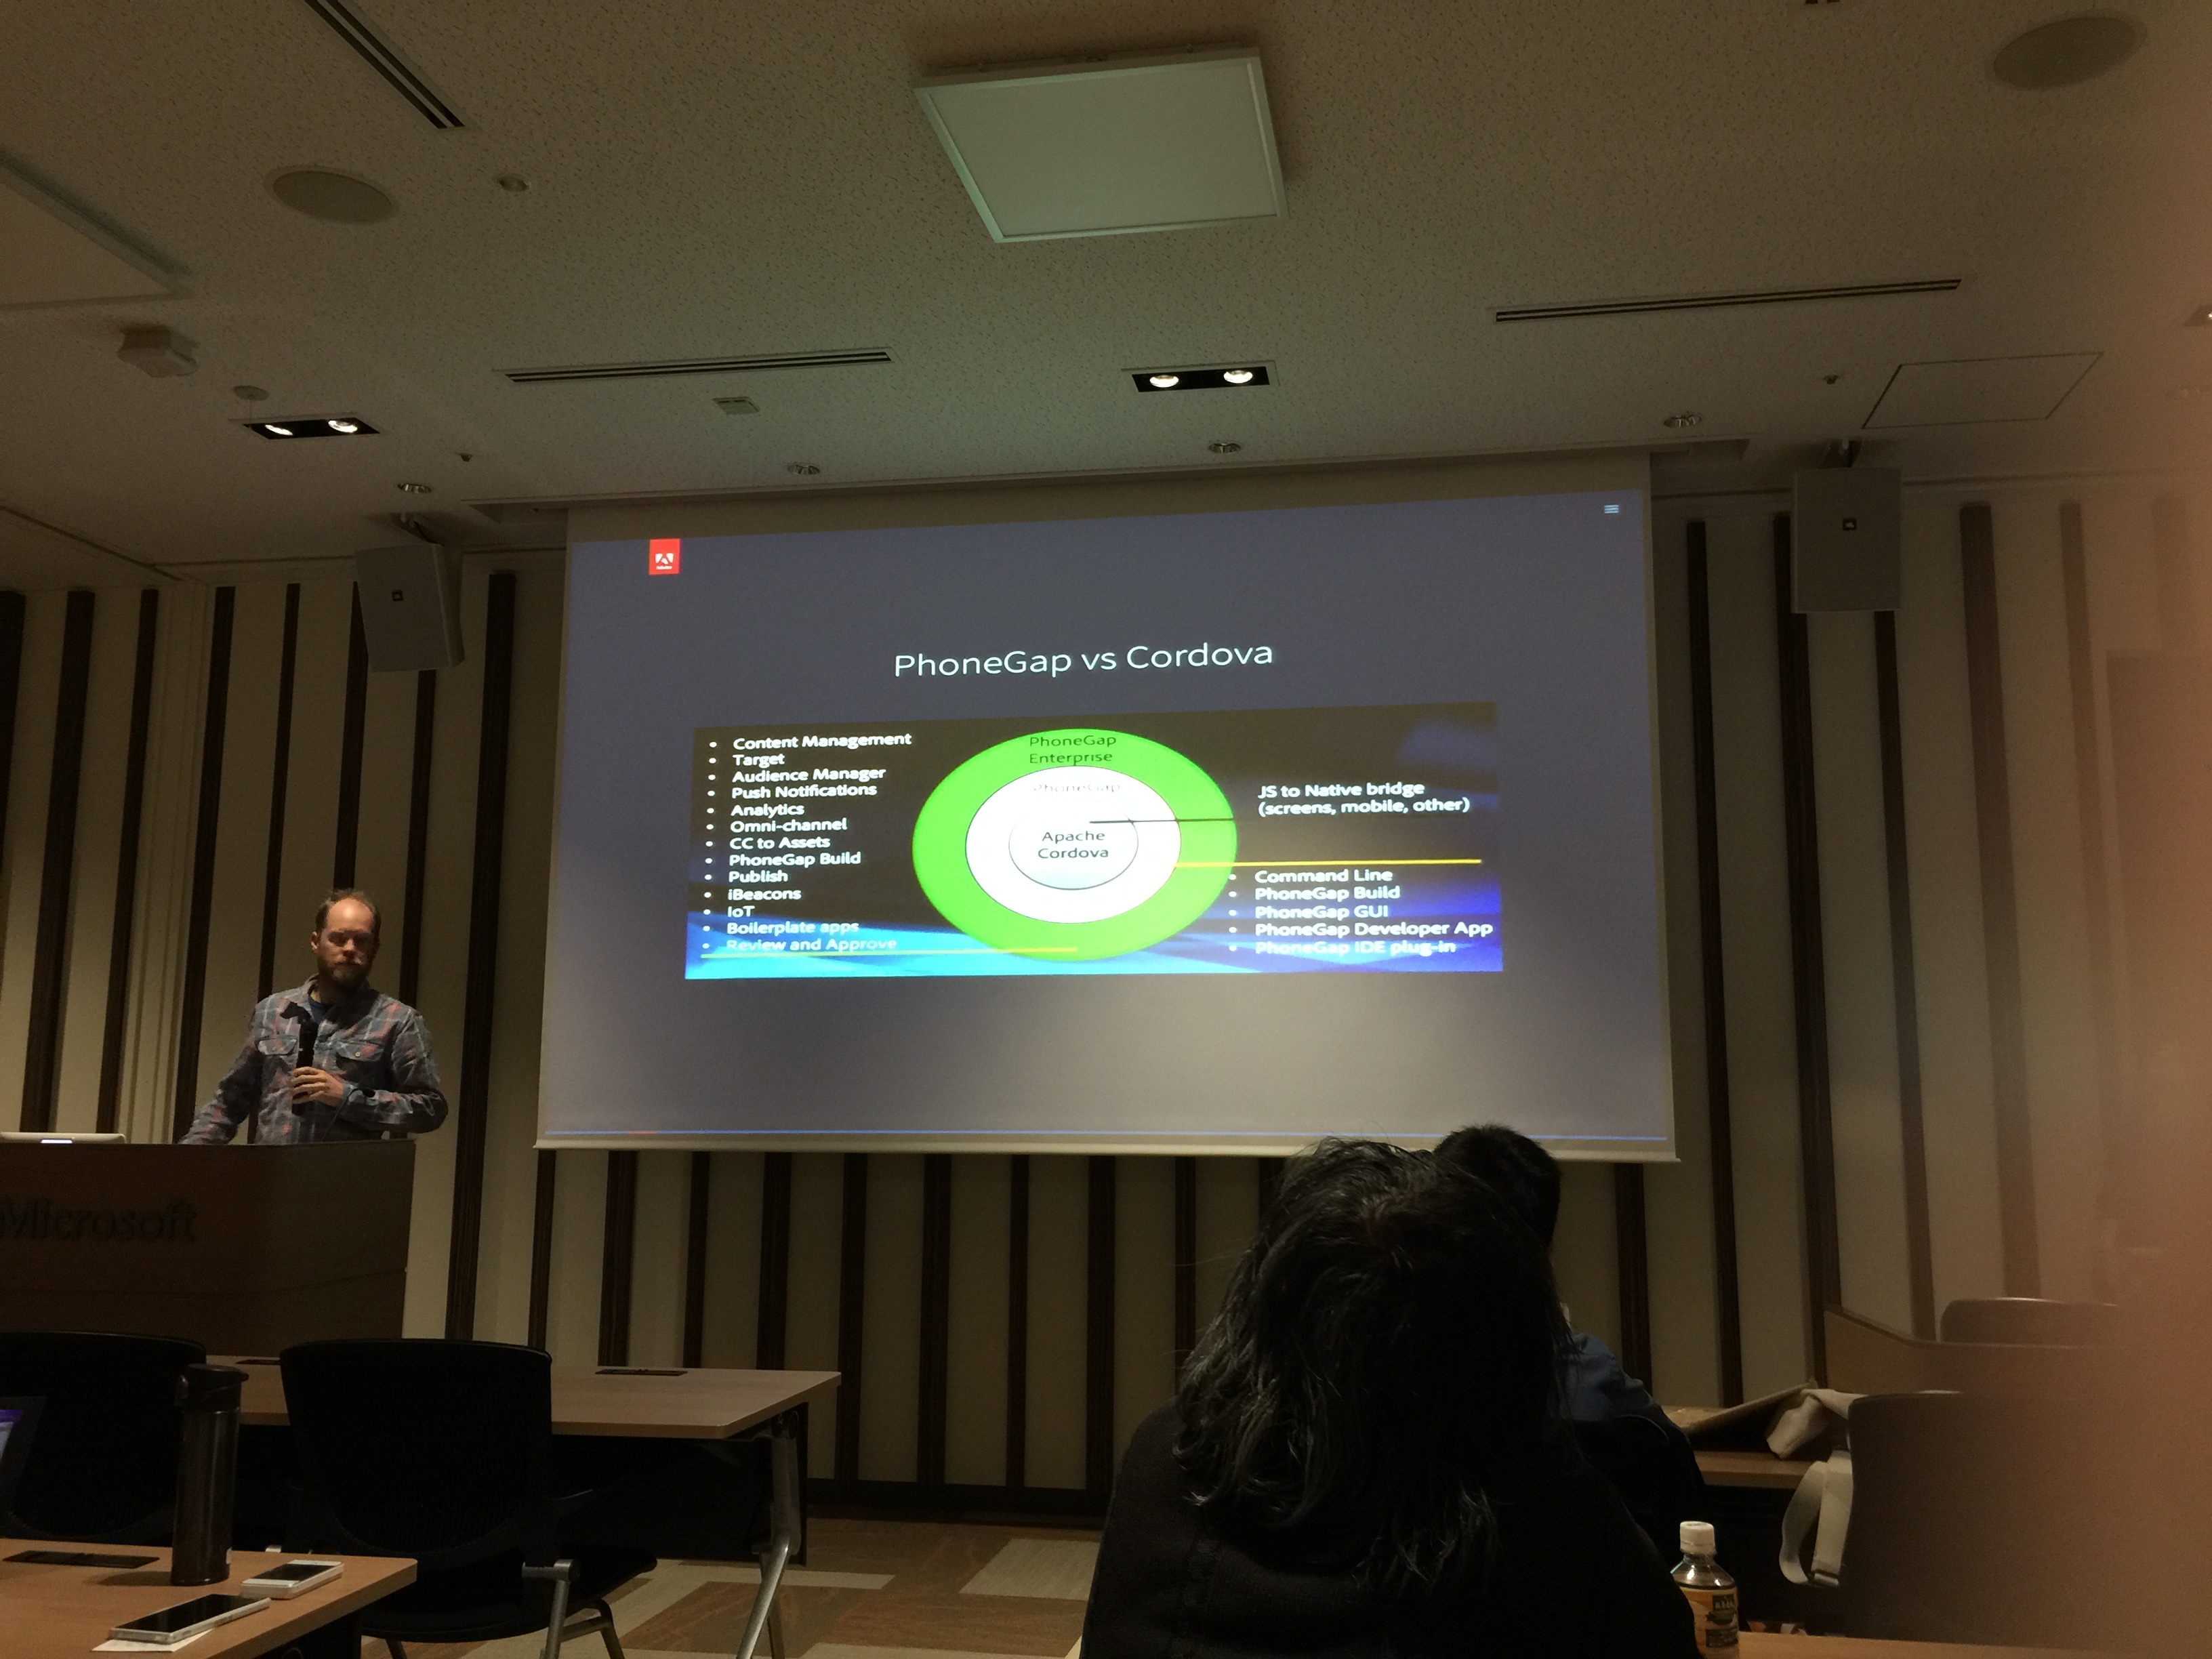 Adobe
PhoneGap vs Cordova
• Content Management
• Target
• Audience Manager
• Push Notifications
• Analytics
• Omni-channel
• CC to Assets
• PhoneGap Build
• Publish
• iBeacons
• IoT
• Boilerplate apps
• Review and Approve
PhoneGap
Enterprise
PhoneGap
Apache
Cordova
JS to Native bridge
(screens, mobile, other)
• Command Line
• PhoneGap Build
• PhoneGap GUI
• PhoneGap Developer App
• PhoneGap IDE plug-in
Microsoft